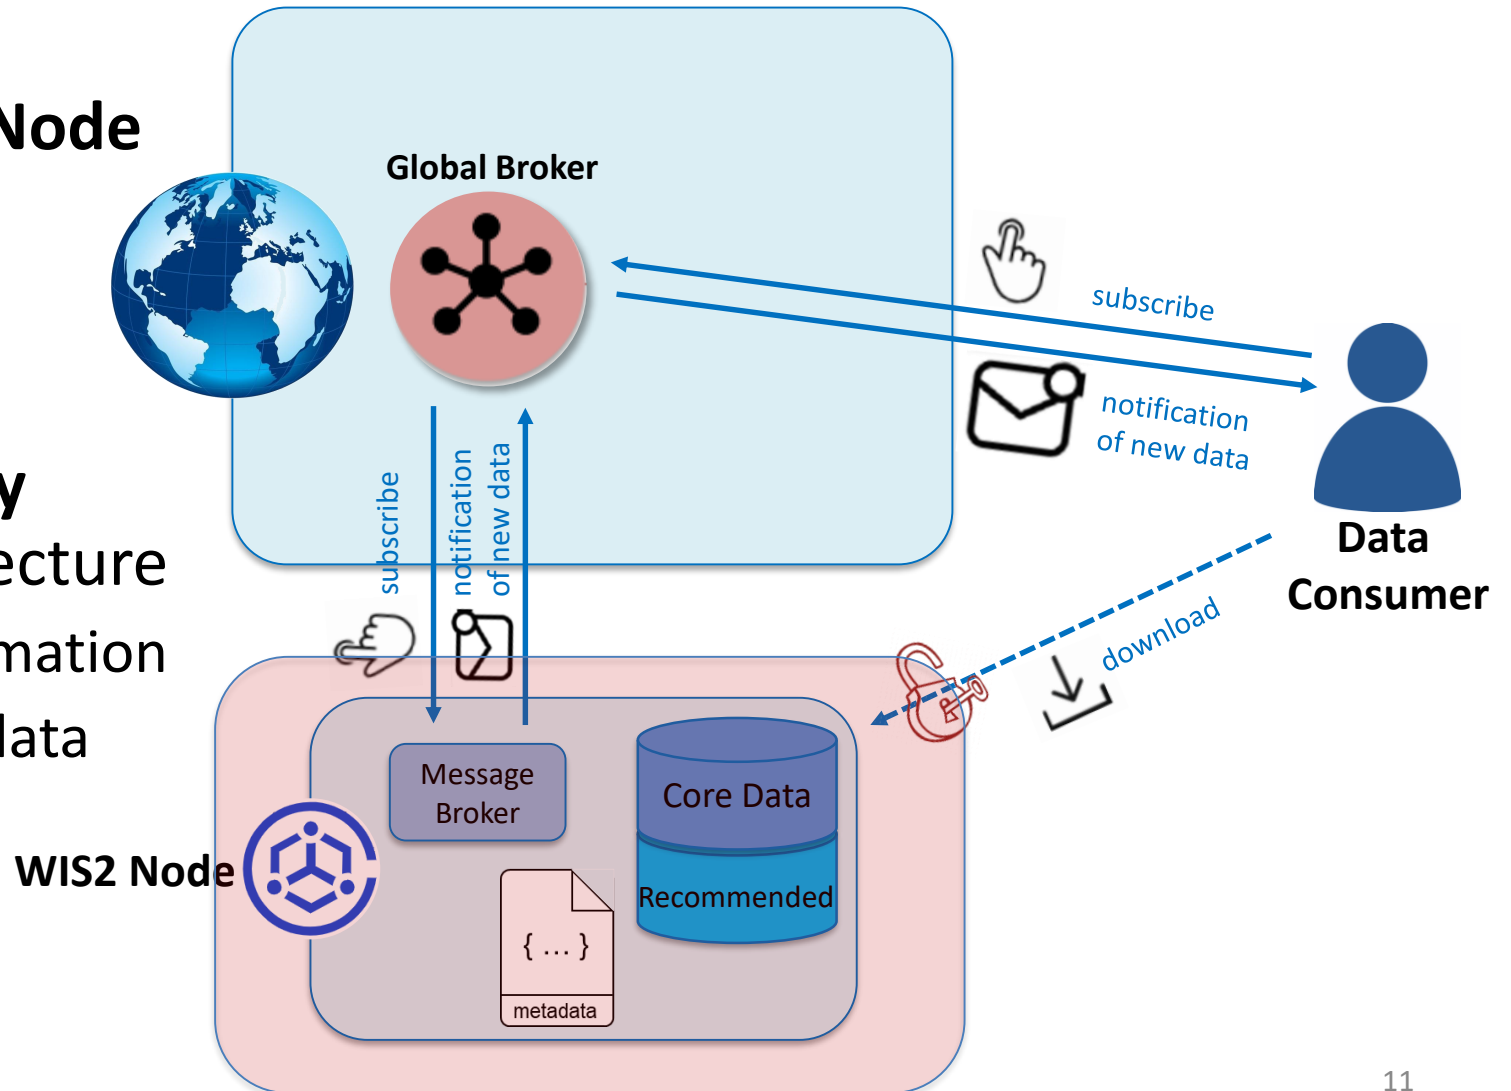 Node
Global Broker
subscribe
notification
of new data
Data
Consumer
subscribe
notification
of new data
y
ecture
mation
data
download
Message
Broker
Core Data
Recommended
WIS2 Node
{ ... }
metadata
11